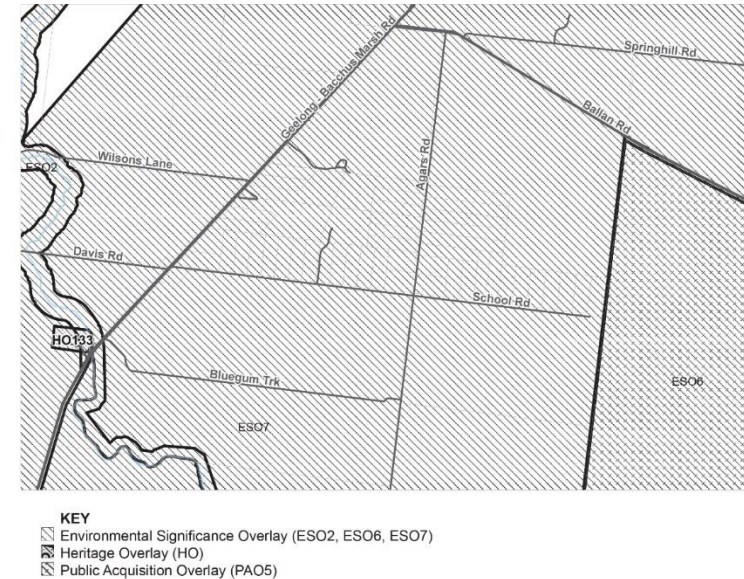 Springhill Rd
Geelong - Bacchus Marsh Rd
Ballan Rd
Agars Rd
Wilsons Lane
ESO2
Davis Rd
School Rd
HO133
Bluegum Trk
ESO6
ESO7
KEY
Environmental Significance Overlay (ESO2, ESO6, ESO7)
Heritage Overlay (HO)
Public Acquisition Overlay (PAO5)